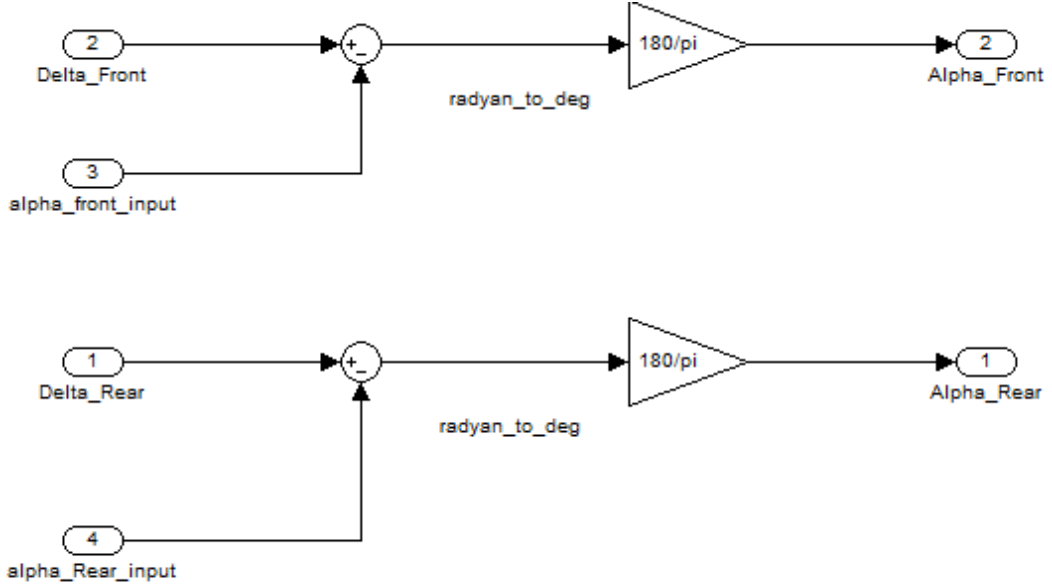 2
+
−
180/pi
2
Delta_Front
Alpha_Front
radyan_to_deg
3
alpha_front_input
1
+
−
180/pi
1
Delta_Rear
Alpha_Rear
radyan_to_deg
4
alpha_Rear_input